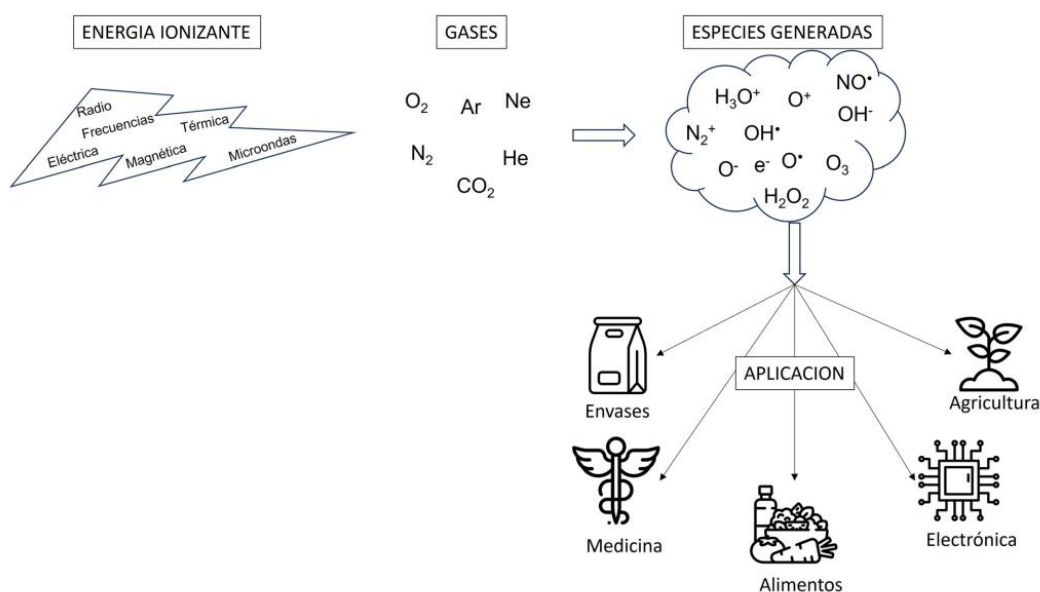 ENERGIA IONIZANTE
GASES
ESPECIES GENERADAS
Radio
Frecuencias
Térmica
Eléctrica
Magnética
Microondas
O₂
Ar
Ne
N₂
He
CO₂
NO•
H₃O⁺
O⁺
OH⁻
N₂⁺
OH•
O⁻
e⁻
O•
O₃
H₂O₂
APLICACION
Envases
Agricultura
Medicina
Electrónica
Alimentos